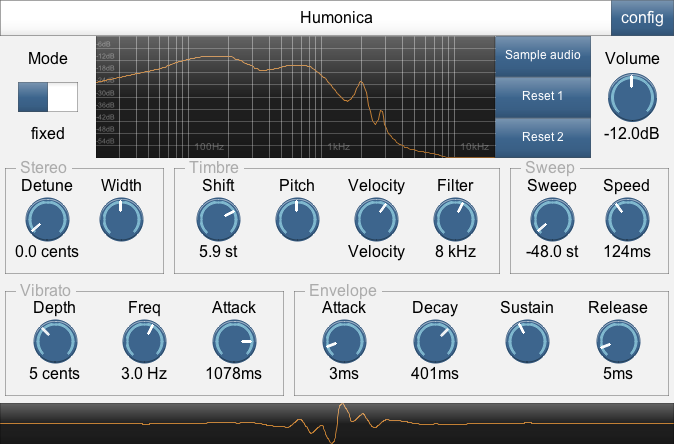 Humonica
config
Mode
fixed
-6dB
-12dB
-18dB
-24dB
-30dB
-36dB
-42dB
-48dB
-54dB
100Hz
1kHz
10kHz
Sample audio
Reset 1
Reset 2
Volume
-12.0dB
Stereo
Detune
Width
0.0 cents
Timbre
Shift
Pitch
Velocity
Filter
5.9 st
Velocity
8 kHz
Sweep
Sweep
Speed
-48.0 st
124ms
Vibrato
Depth
Freq
Attack
5 cents
3.0 Hz
1078ms
Envelope
Attack
Decay
Sustain
Release
3ms
401ms
5ms